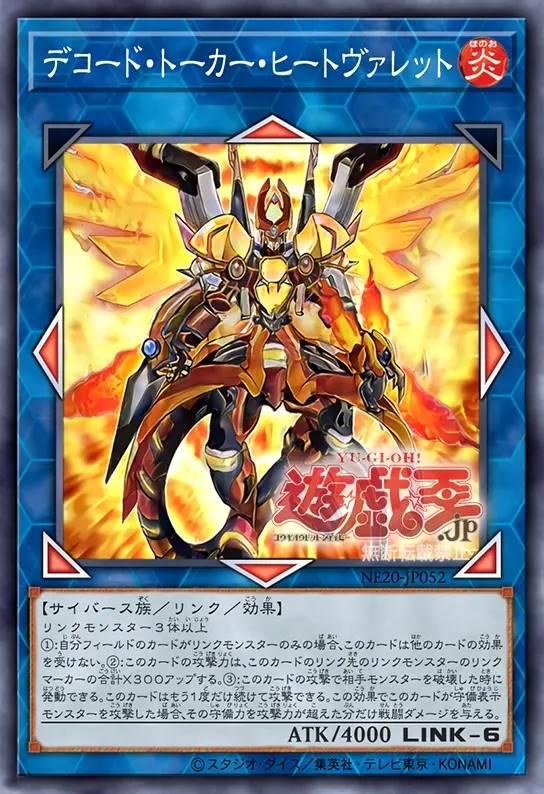 デコード・トーカー・ヒートヴァレット
ほのお
炎
YU-GI-OH!
遊☆戯☆王
.jp
無断転載禁止
NE20-JP052
【サイバース族／リンク／効果】
リンクモンスター３体以上
①:自分フィールドのカードがリンクモンスターのみの場合、このカードは他のカードの効果
を受けない。②:このカードの攻撃力は、このカードのリンク先のリンクモンスターのリンク
マーカーの合計×３００アップする。③:このカードの攻撃で相手モンスターを破壊した時に
発動できる。このカードはもう１度だけ続けて攻撃できる。この効果でこのカードが守備表示
モンスターを攻撃した場合、その守備力を攻撃力が超えた分だけ戦闘ダメージを与える。
ATK/4000 LINK-6
©スタジオ・ダイス／集英社・テレビ東京・KONAMI